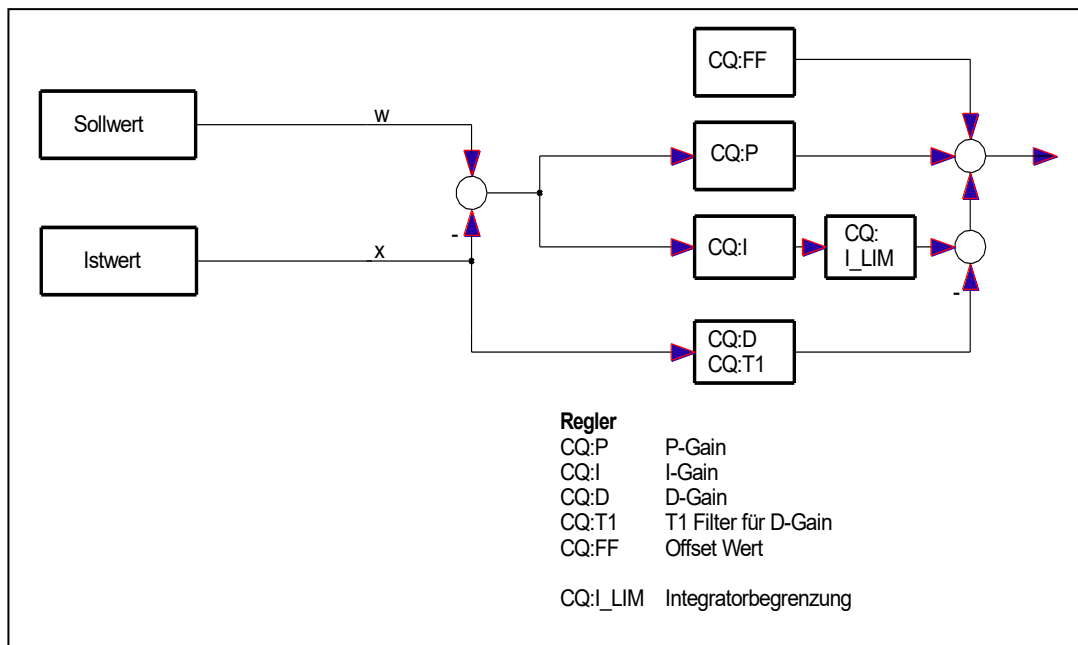 CQ:FF
Sollwert
w
CQ:P
-
Istwert
x
CQ:I
CQ:
I_LIM
-
CQ:D
CQ:T1
Regler
CQ:P P-Gain
CQ:I I-Gain
CQ:D D-Gain
CQ:T1 T1 Filter für D-Gain
CQ:FF Offset Wert
CQ:I_LIM Integratorbegrenzung